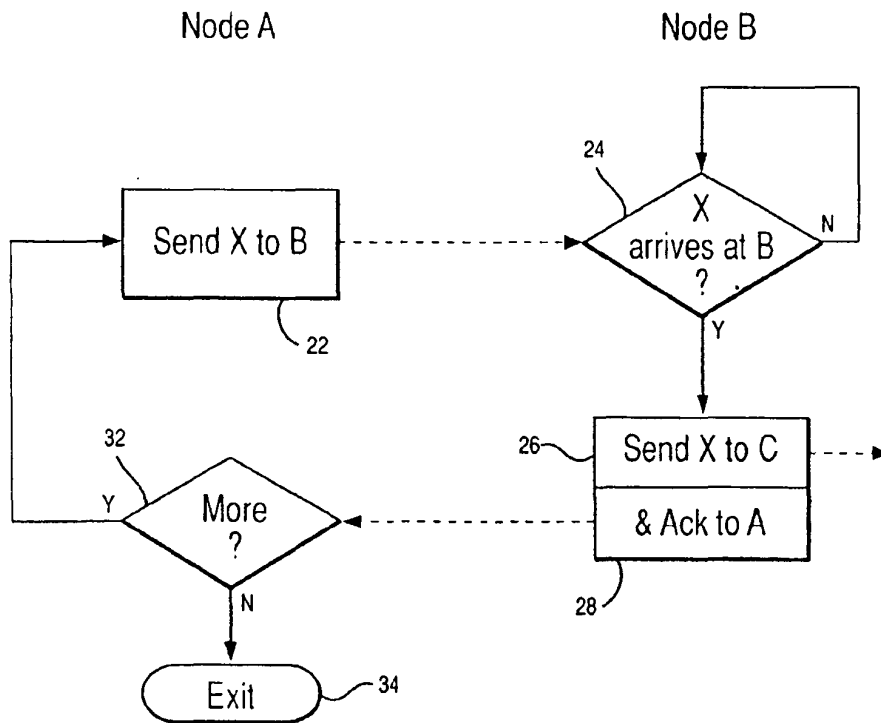 Node A
Node B
24
X
arrives at B
?
N
Y
Send X to B
22
26
Send X to C
& Ack to A
28
32
Y
More
?
N
Exit
34